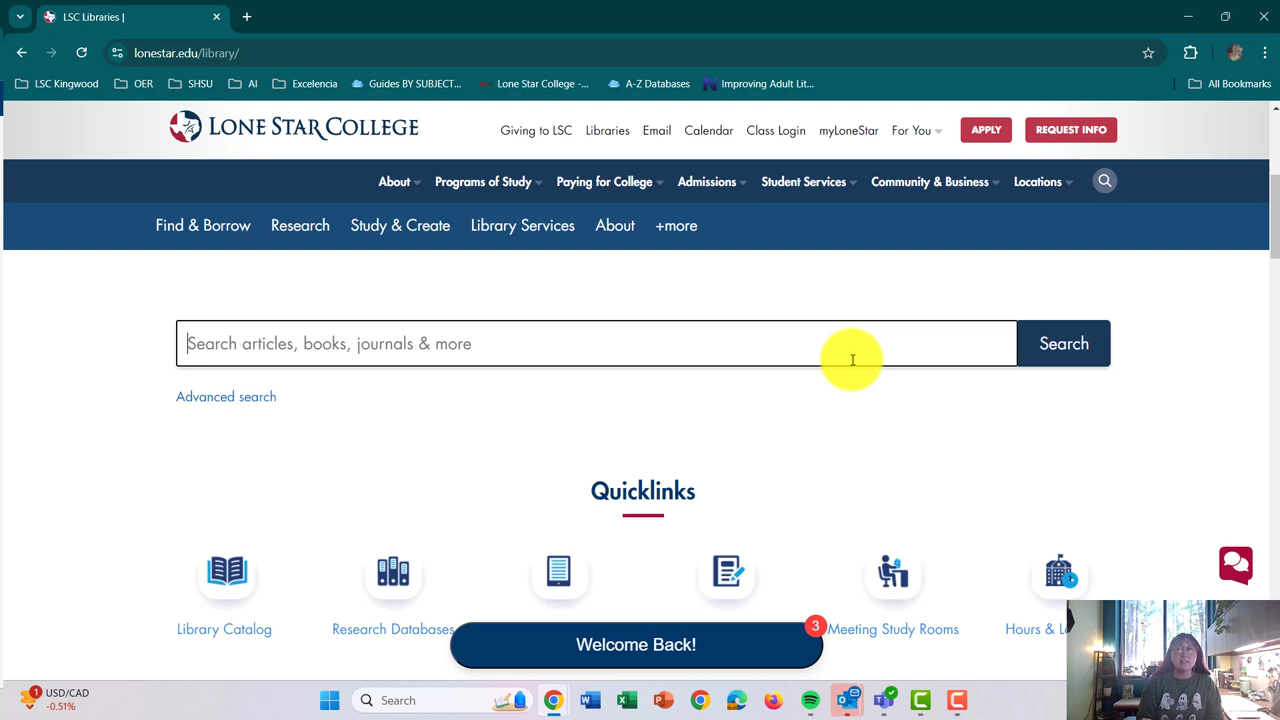 LSC Libraries |
lonestar.edu/library/
LSC Kingwood
OER
SHSU
AI
Excelencia
Guides BY SUBJECT...
Lone Star College -...
A-Z Databases
Improving Adult Lit...
All Bookmarks
LONE STAR COLLEGE
Giving to LSC
Libraries
Email
Calendar
Class Login
myLoneStar
For You
APPLY
REQUEST INFO
About
Programs of Study
Paying for College
Admissions
Student Services
Community & Business
Locations
Find & Borrow
Research
Study & Create
Library Services
About
+more
Search articles, books, journals & more
Search
Advanced search
Quicklinks
Library Catalog
Research Databases
Meeting Study Rooms
Hours &
Welcome Back!
3
1
USD/CAD
-0.51%
Search